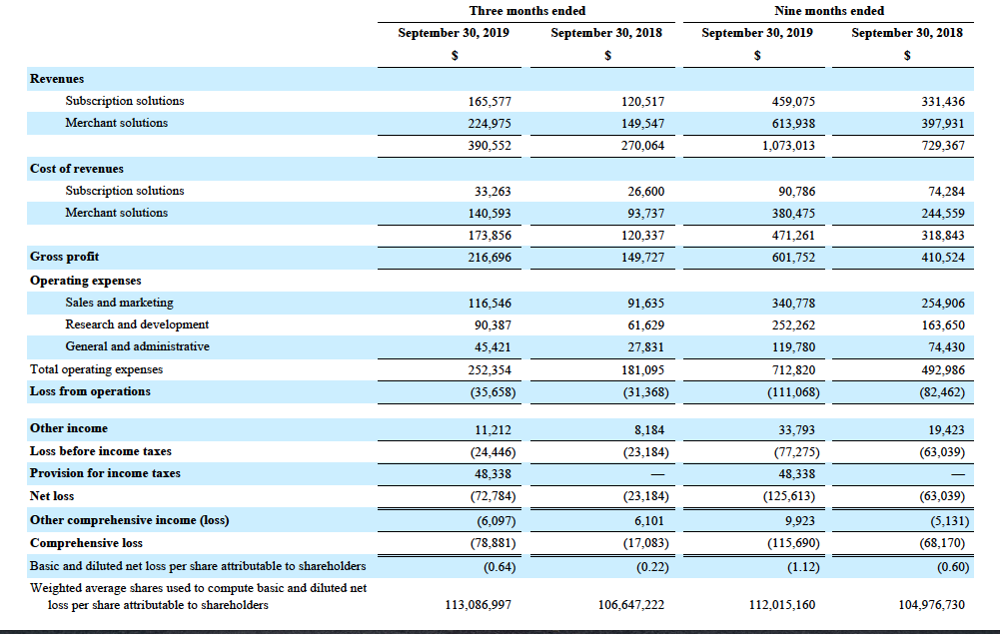 Three months ended Nine months ended
September 30, 2019 September 30, 2018 September 30, 2019 September 30, 2018
$ $ $ $
Revenues
Subscription solutions 165,577 120,517 459,075 331,436
Merchant solutions 224,975 149,547 613,938 397,931
390,552 270,064 1,073,013 729,367
Cost of revenues
Subscription solutions 33,263 26,600 90,786 74,284
Merchant solutions 140,593 93,737 380,475 244,559
173,856 120,337 471,261 318,843
Gross profit 216,696 149,727 601,752 410,524
Operating expenses
Sales and marketing 116,546 91,635 340,778 254,906
Research and development 90,387 61,629 252,262 163,650
General and administrative 45,421 27,831 119,780 74,430
Total operating expenses 252,354 181,095 712,820 492,986
Loss from operations (35,658) (31,368) (111,068) (82,462)
Other income 11,212 8,184 33,793 19,423
Loss before income taxes (24,446) (23,184) (77,275) (63,039)
Provision for income taxes 48,338 — 48,338 —
Net loss (72,784) (23,184) (125,613) (63,039)
Other comprehensive income (loss) (6,097) 6,101 9,923 (5,131)
Comprehensive loss (78,881) (17,083) (115,690) (68,170)
Basic and diluted net loss per share attributable to shareholders (0.64) (0.22) (1.12) (0.60)
Weighted average shares used to compute basic and diluted net
loss per share attributable to shareholders 113,086,997 106,647,222 112,015,160 104,976,730